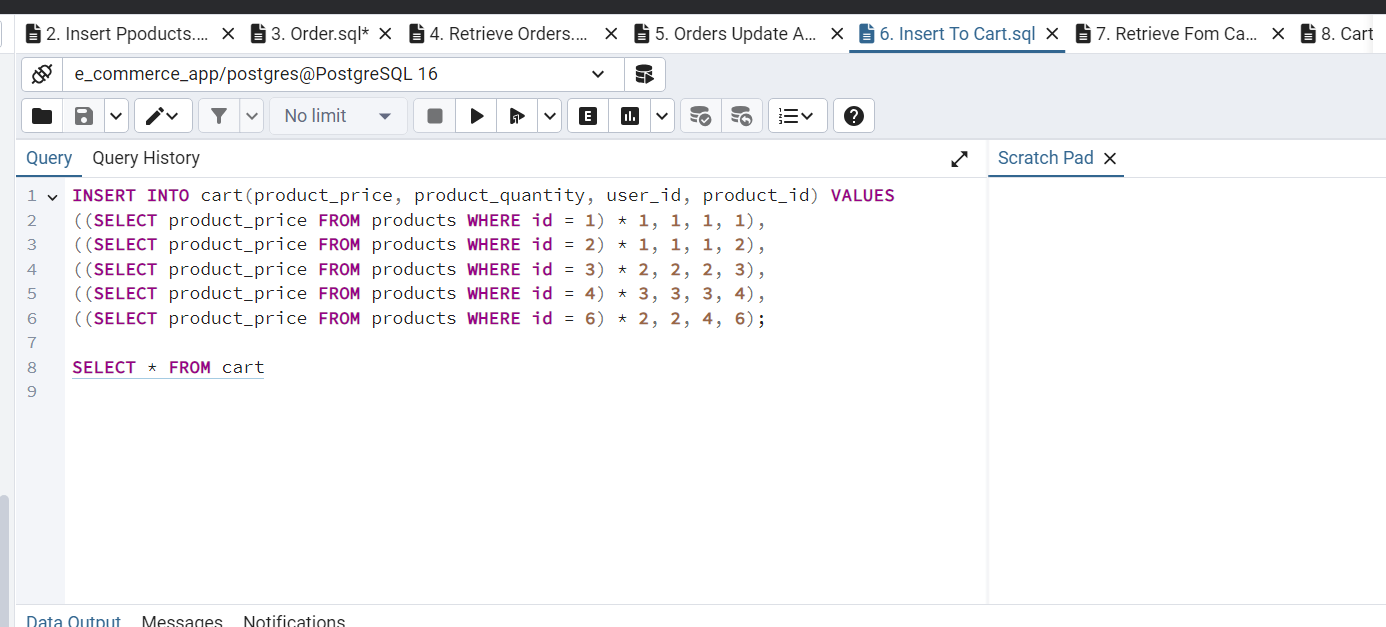 2. Insert Pproducts.... 3. Order.sql* 4. Retrieve Orders.... 5. Orders Update A... 6. Insert To Cart.sql 7. Retrieve Fom Ca... 8. Cart
e_commerce_app/postgres@PostgreSQL 16
No limit E
Query Query History Scratch Pad
1 INSERT INTO cart(product_price, product_quantity, user_id, product_id) VALUES
2 ((SELECT product_price FROM products WHERE id = 1) * 1, 1, 1, 1),
3 ((SELECT product_price FROM products WHERE id = 2) * 1, 1, 1, 2),
4 ((SELECT product_price FROM products WHERE id = 3) * 2, 2, 2, 3),
5 ((SELECT product_price FROM products WHERE id = 4) * 3, 3, 3, 4),
6 ((SELECT product_price FROM products WHERE id = 6) * 2, 2, 4, 6);
7
8 SELECT * FROM cart
9
Data Output Messages Notifications